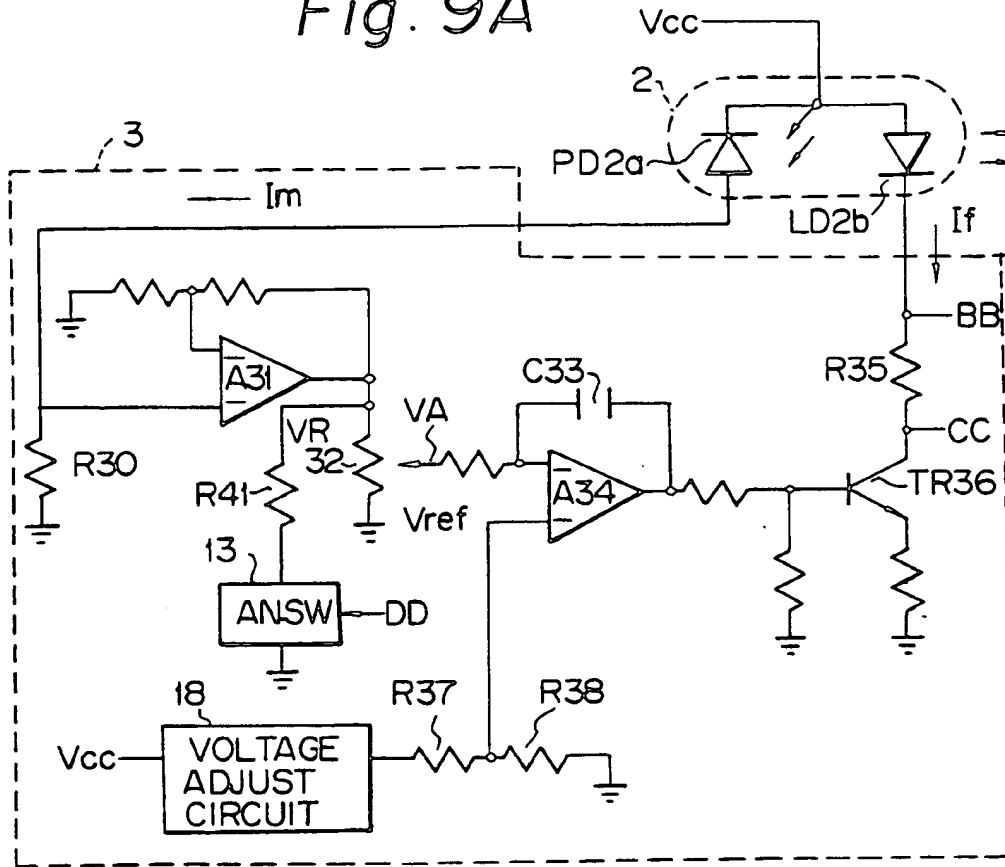 Fig. 9A
Vcc
2
3
PD2a
Im
LD2b
If
BB
A31
C33
R35
VA
CC
VR
32
R30
R41
A34
TR36
Vref
13
ANSW
DD
18
R37
R38
Vcc
VOLTAGE
ADJUST
CIRCUIT